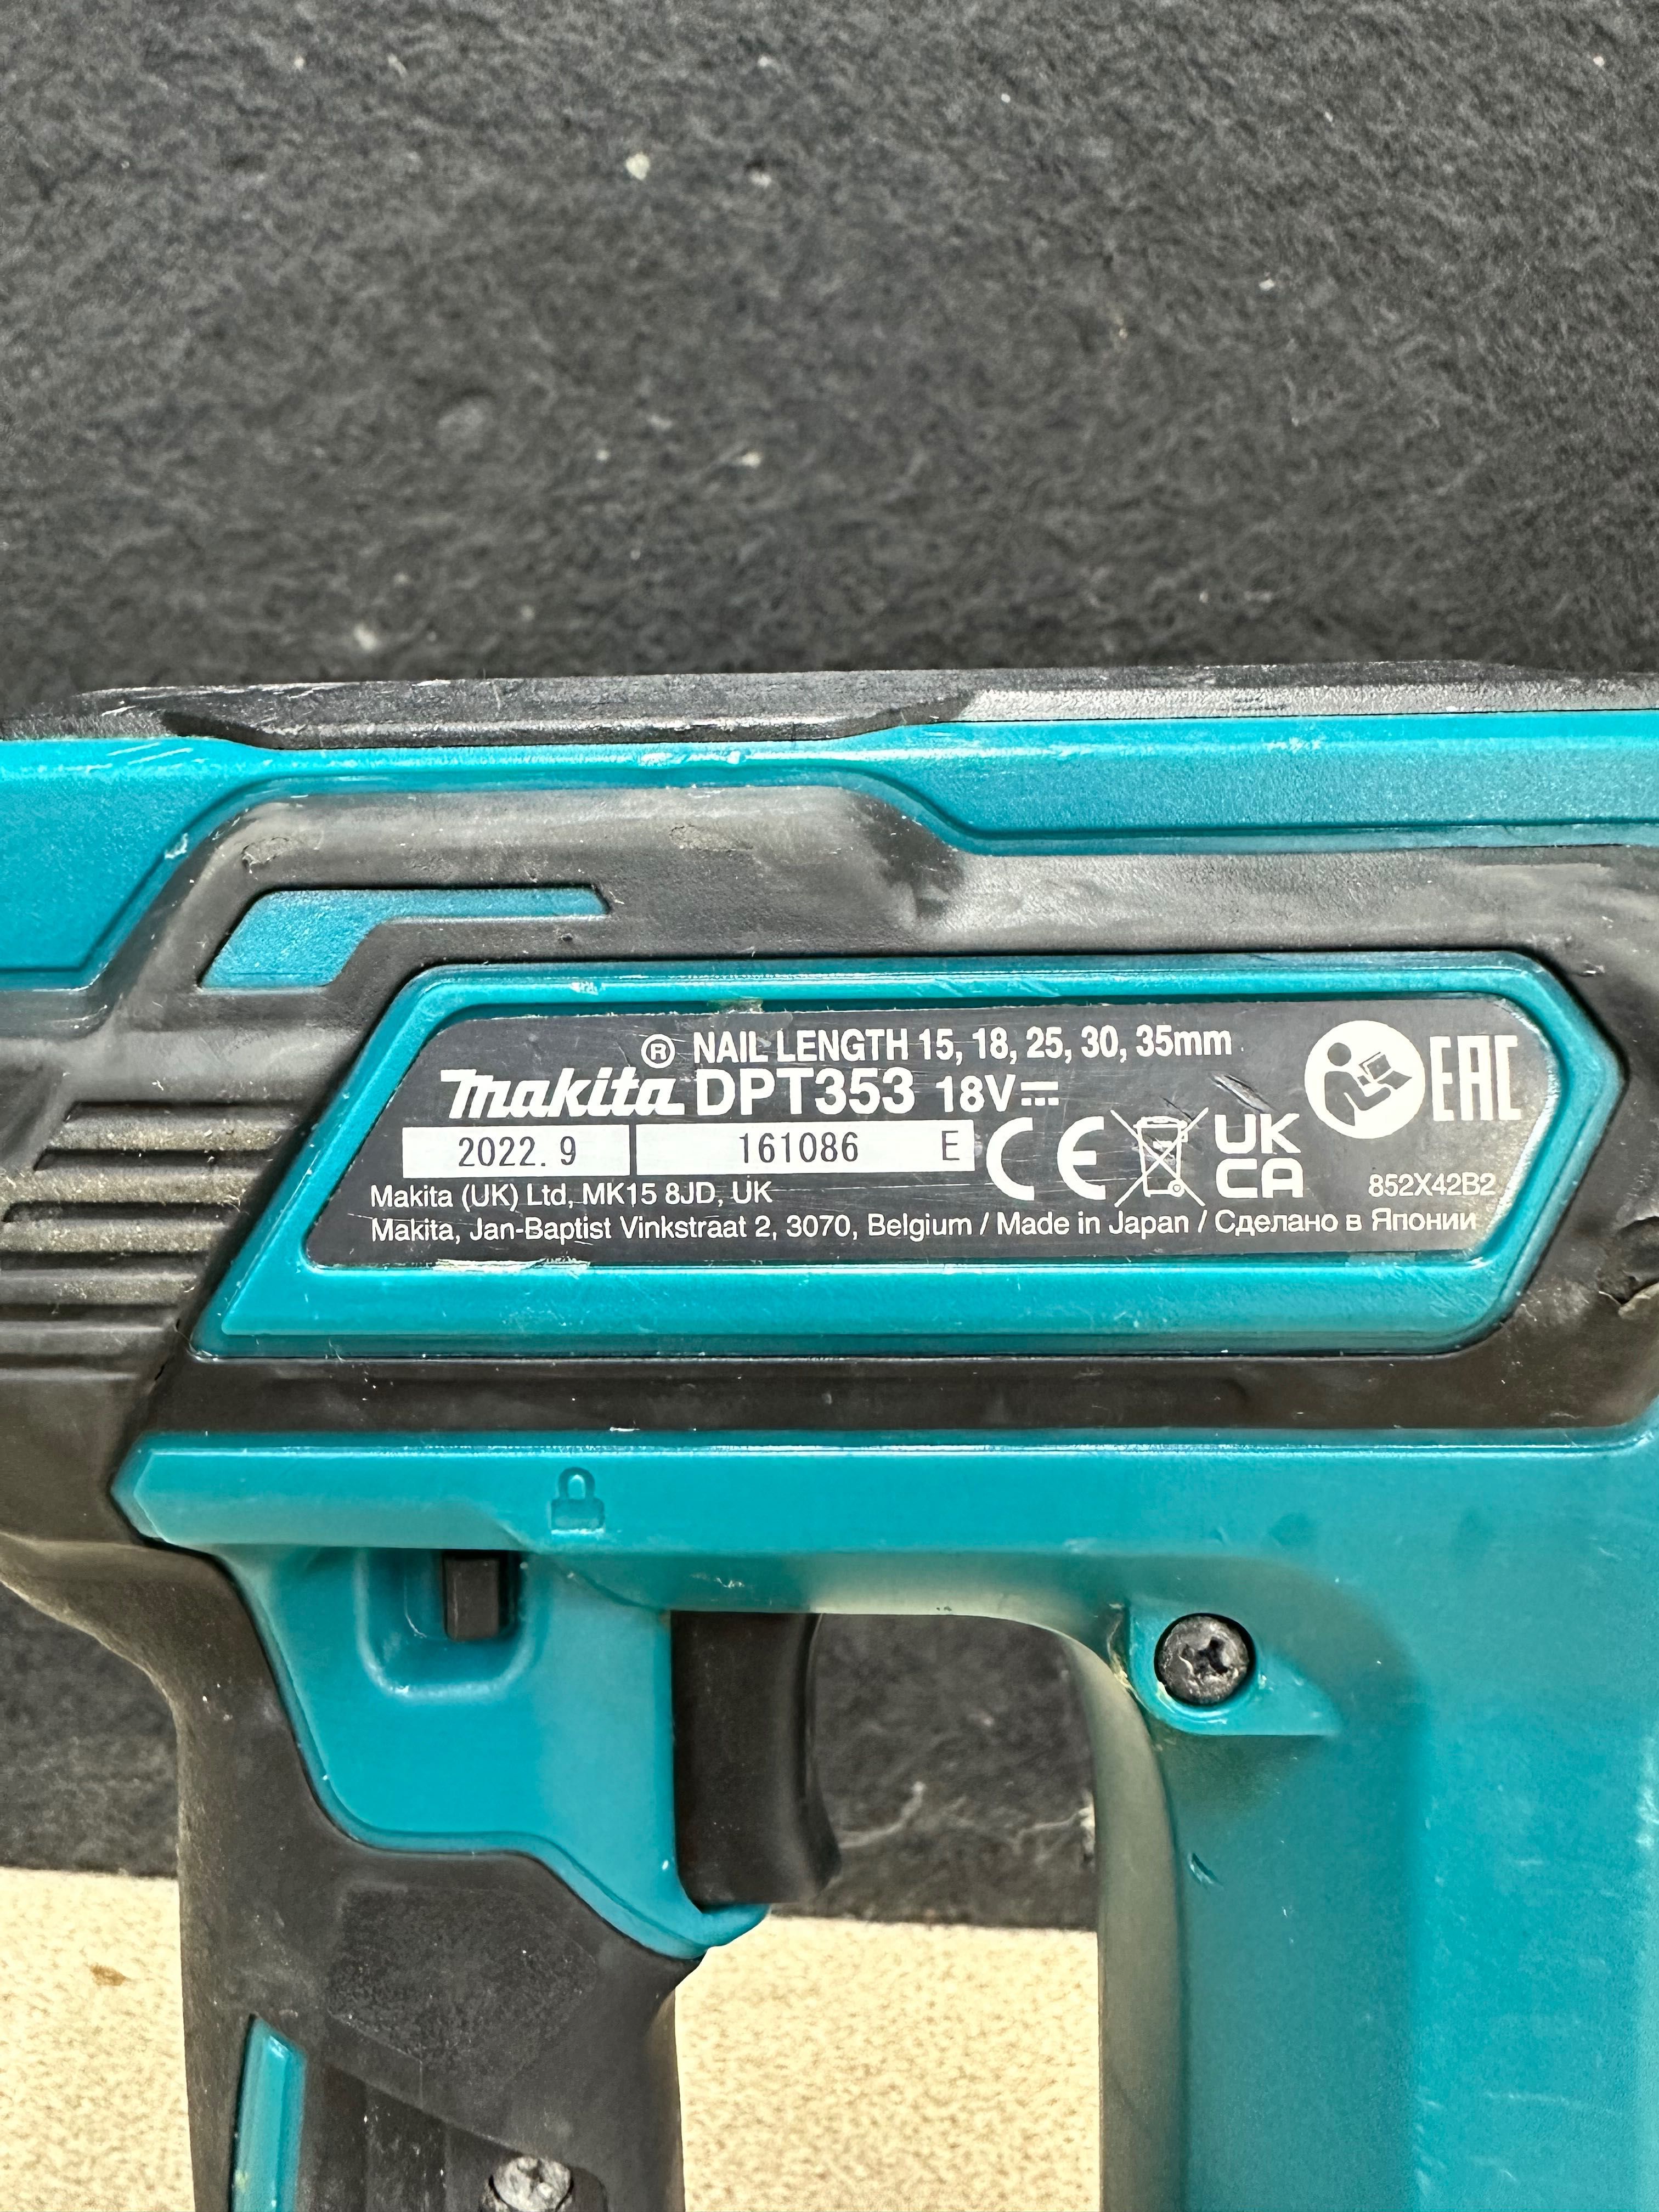 ® NAIL LENGTH 15, 18, 25, 30, 35mm
makita DPT353 18V
2022. 9 161086 E CE UK CA EAC
Makita (UK) Ltd, MK15 8JD, UK 852X42B2
Makita, Jan-Baptist Vinkstraat 2, 3070, Belgium / Made in Japan / Сделано в Японии